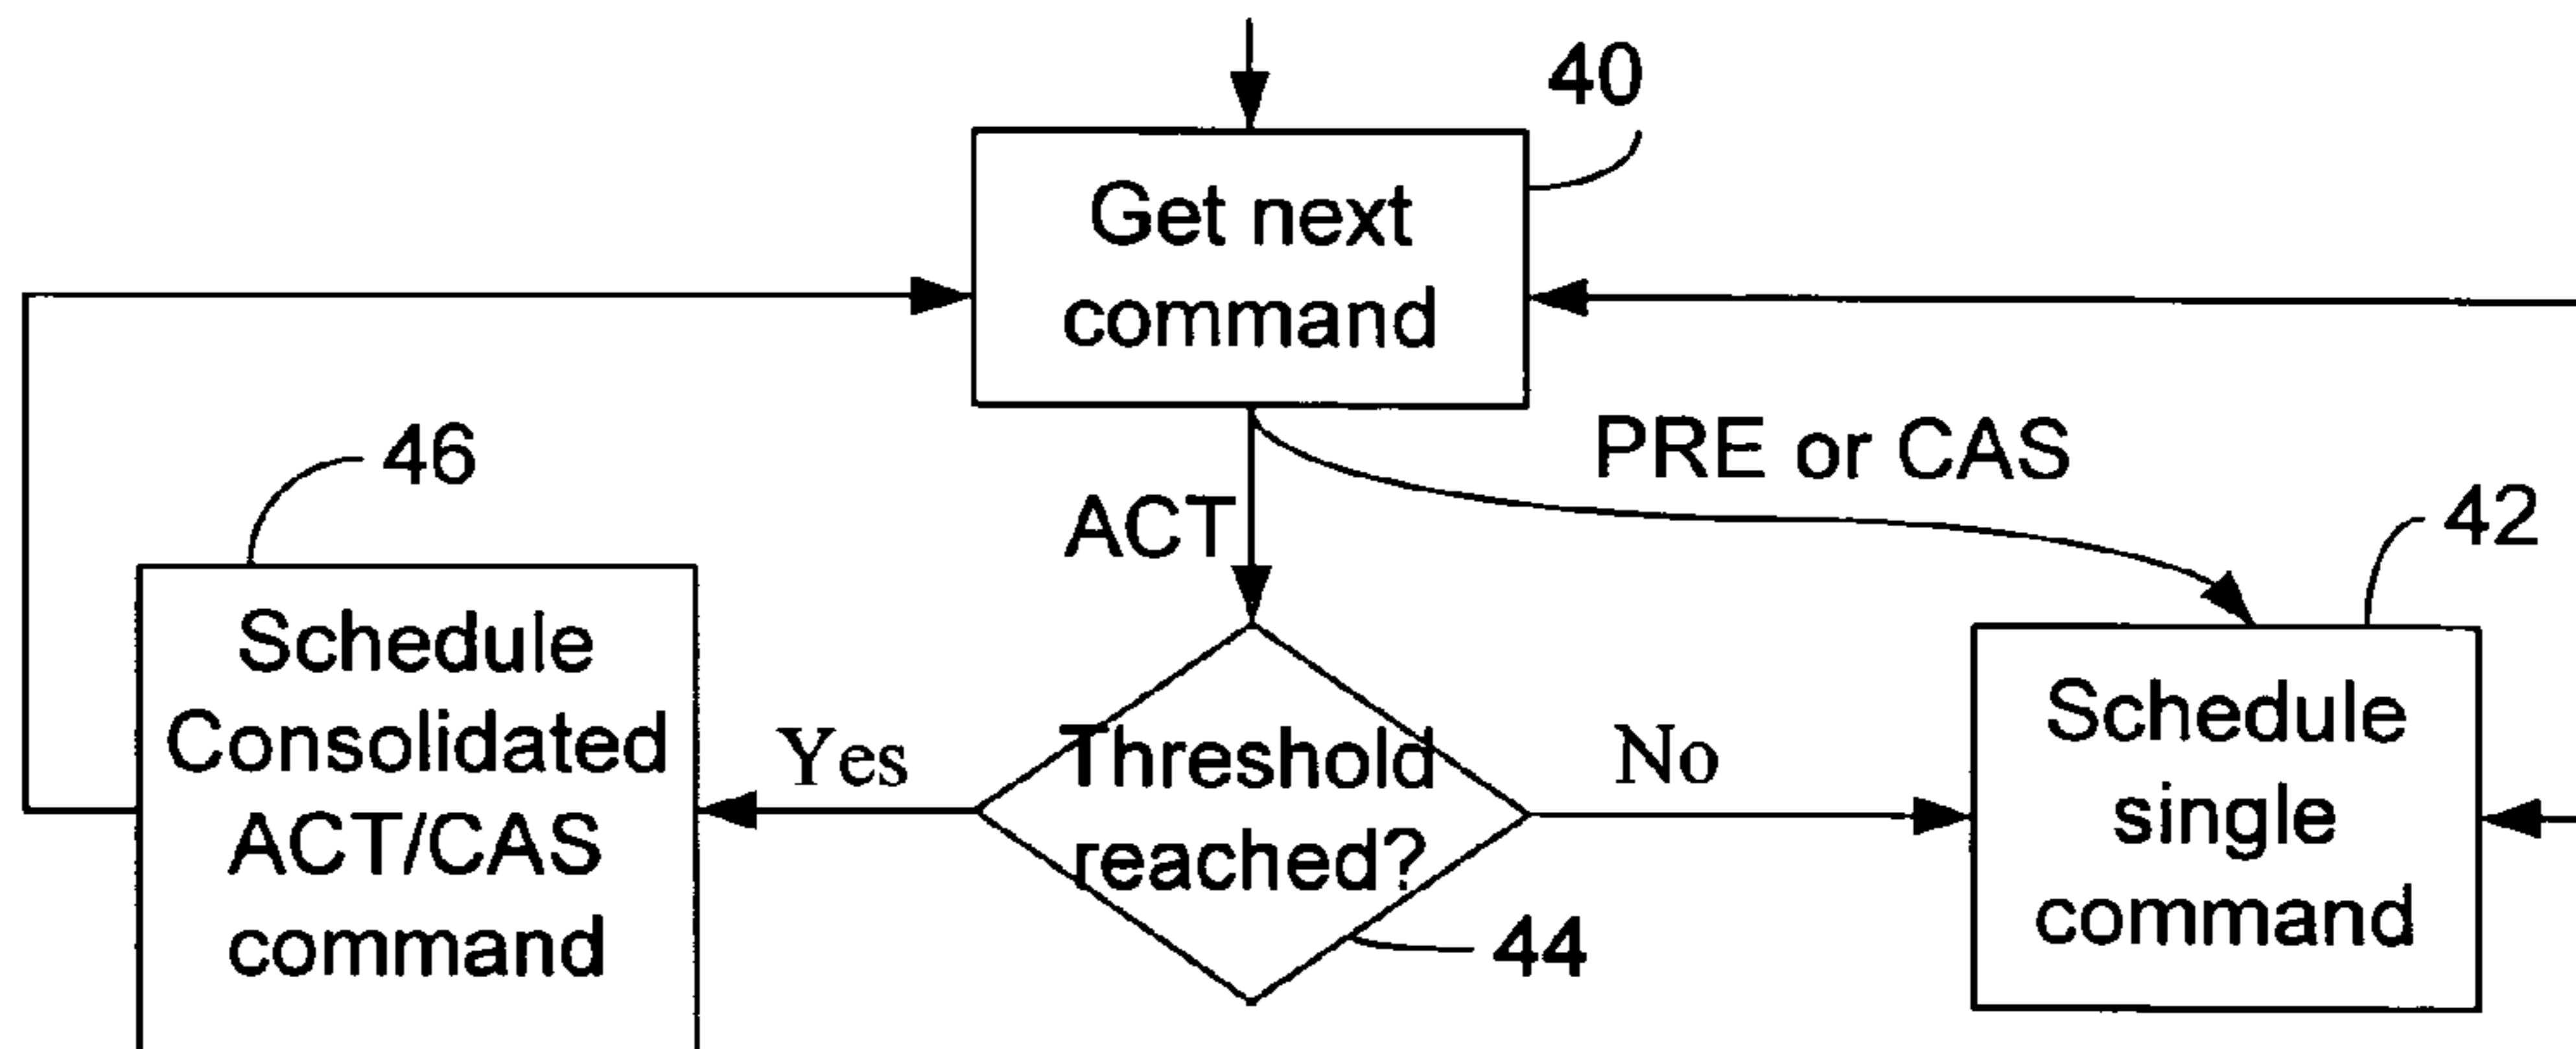 40
Get next
command
PRE or CAS
46
ACT
42
Schedule
Consolidated
ACT/CAS
command
Yes
Threshold
reached?
No
44
Schedule
single
command